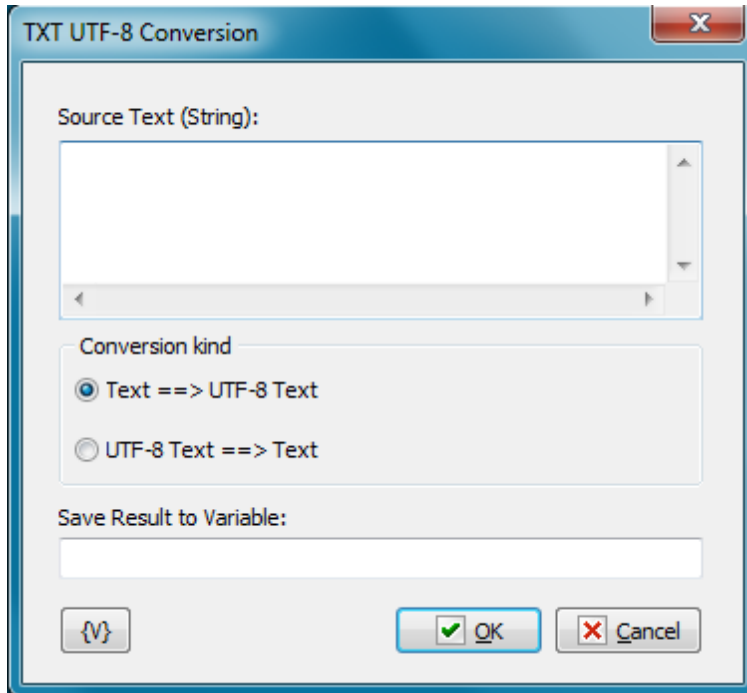 TXT UTF-8 Conversion
Source Text (String):
Conversion kind
Text ==> UTF-8 Text
UTF-8 Text ==> Text
Save Result to Variable:
{V}
OK
Cancel